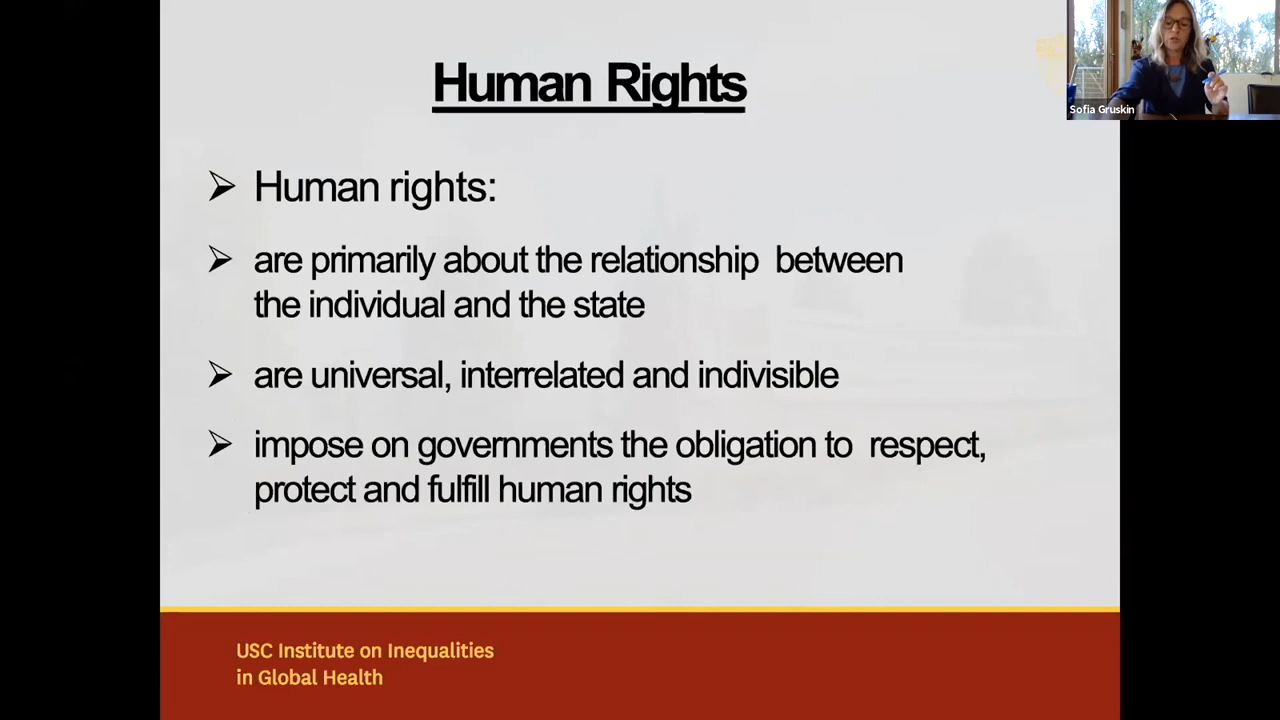 Human Rights
Human rights:
are primarily about the relationship between
the individual and the state
are universal, interrelated and indivisible
impose on governments the obligation to respect,
protect and fulfill human rights
USC Institute on Inequalities
in Global Health
Sofia Gruskin